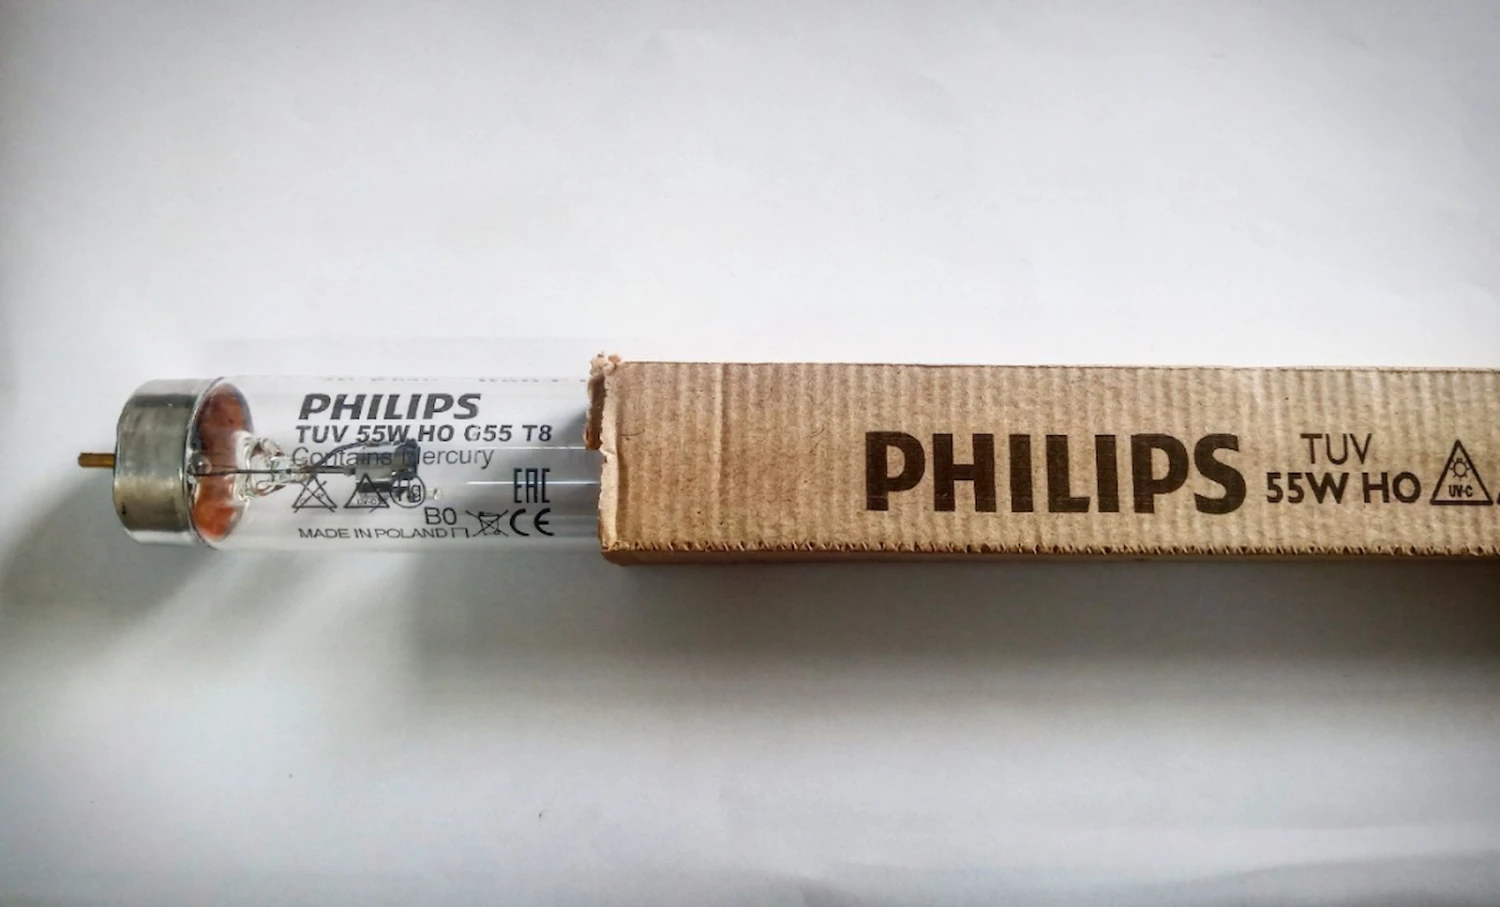 PHILIPS
TUV 55W HO G55 T8
Contains Mercury
Hg
EAC
B0
CE
MADE IN POLAND
PHILIPS
TUV
55W HO
UV-C